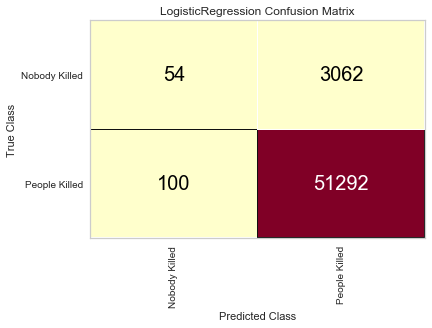 LogisticRegression Confusion Matrix
Nobody Killed
54
3062
True Class
People Killed
100
51292
Nobody Killed
People Killed
Predicted Class